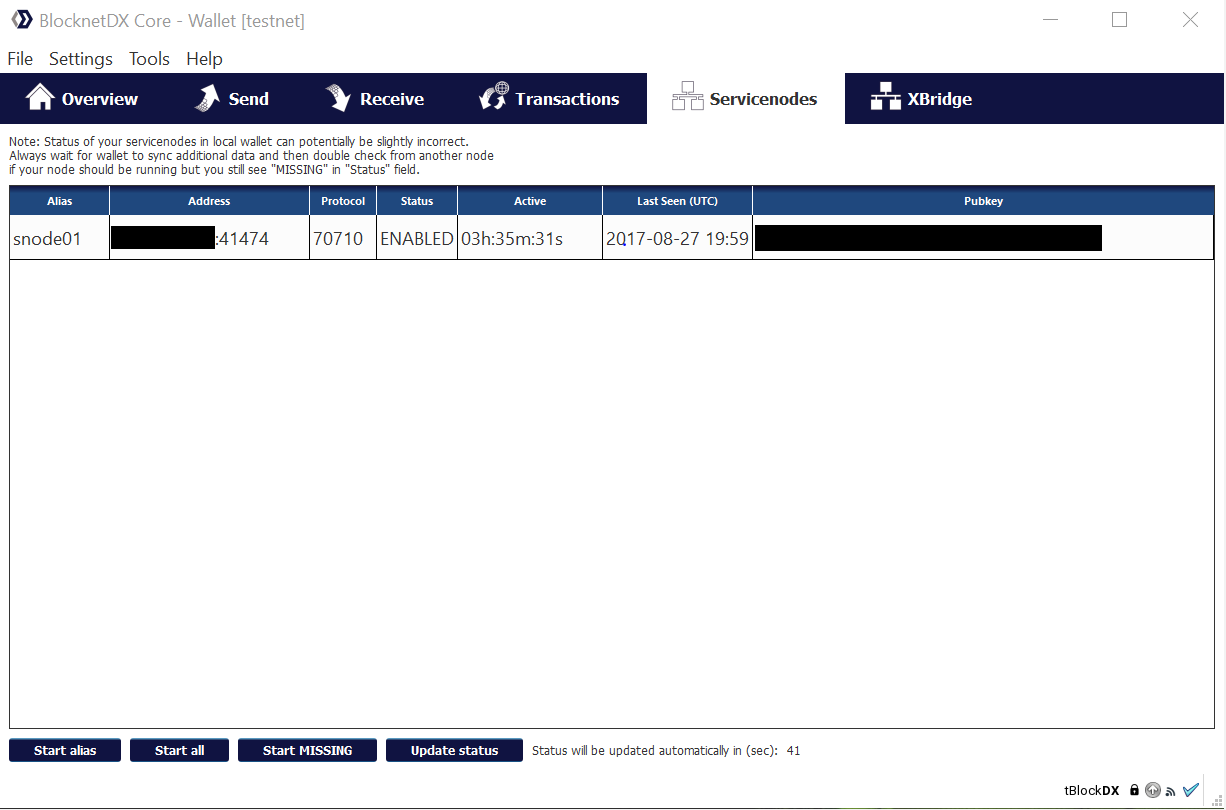 BlocknetDX Core - Wallet [testnet]
File Settings Tools Help
Overview Send Receive Transactions Servicenodes XBridge
Note: Status of your servicenodes in local wallet can potentially be slightly incorrect.
Always wait for wallet to sync additional data and then double check from another node
if your node should be running but you still see "MISSING" in "Status" field.
Alias Address Protocol Status Active Last Seen (UTC) Pubkey
snode01 :41474 70710 ENABLED 03h:35m:31s 2017-08-27 19:59
Start alias Start all Start MISSING Update status Status will be updated automatically in (sec): 41
tBlockDX